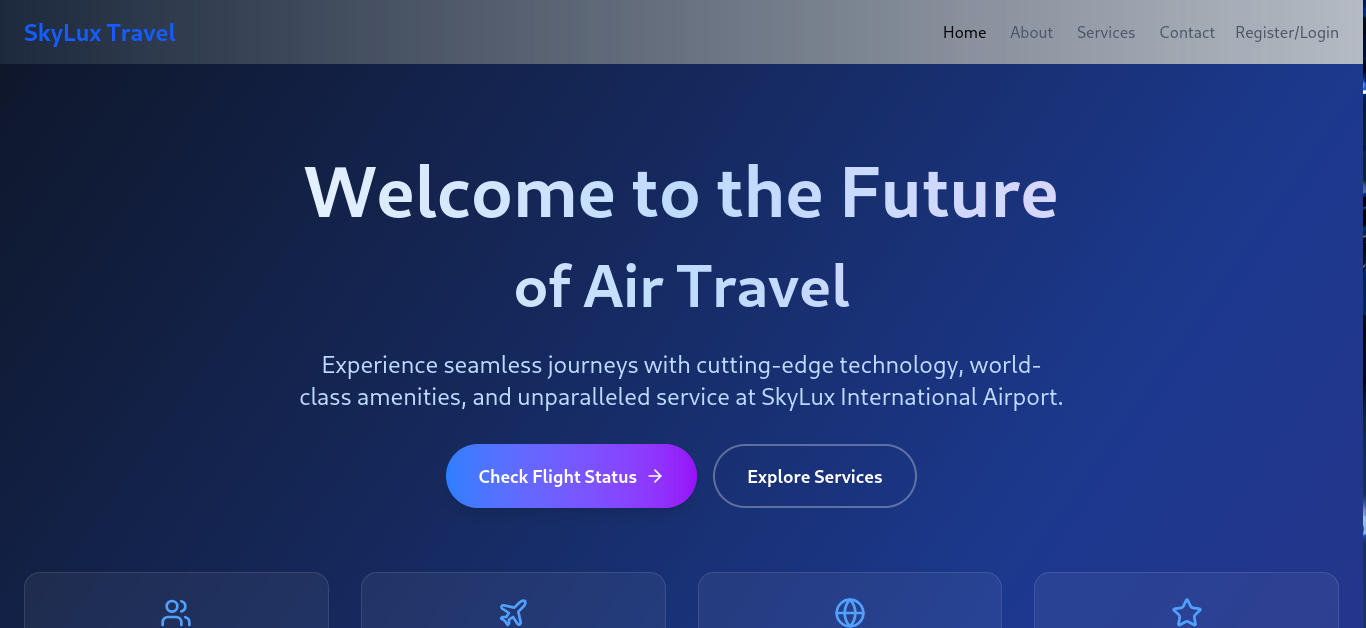 SkyLux Travel
Home About Services Contact Register/Login
Welcome to the Future
of Air Travel
Experience seamless journeys with cutting-edge technology, world-
class amenities, and unparalleled service at SkyLux International Airport.
Check Flight Status →
Explore Services